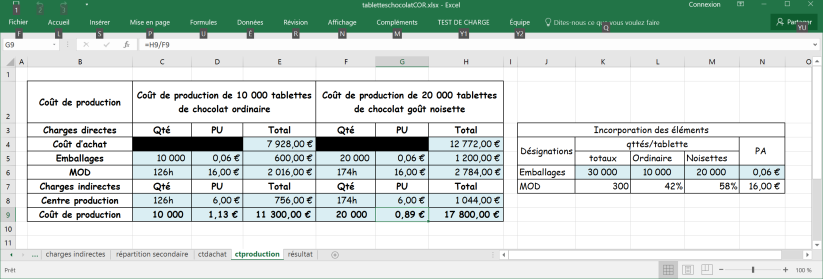 tabletteschocolatCOR.xlsx - Excel
Connexion
1 2 3
Fichier Accueil Insérer Mise en page Formules Données Révision Affichage Compléments TEST DE CHARGE Équipe Dites-nous ce que vous voulez faire Partager
F L S P U É R N M Y1 Y2 Q YU
G9 =H9/F9
A B C D E F G H I J K L M N O
1
2 Coût de production Coût de production de 10 000 tablettes de chocolat ordinaire Coût de production de 20 000 tablettes de chocolat goût noisette
3 Charges directes Qté PU Total Qté PU Total Incorporation des éléments
4 Coût d'achat 7 928,00 € 12 772,00 € Désignations qttés/tablette PA
5 Emballages 10 000 0,06 € 600,00 € 20 000 0,06 € 1 200,00 € totaux Ordinaire Noisettes
6 MOD 126h 16,00 € 2 016,00 € 174h 16,00 € 2 784,00 € Emballages 30 000 10 000 20 000 0,06 €
7 Charges indirectes Qté PU Total Qté PU Total MOD 300 42% 58% 16,00 €
8 Centre production 126h 6,00 € 756,00 € 174h 6,00 € 1 044,00 €
9 Coût de production 10 000 1,13 € 11 300,00 € 20 000 0,89 € 17 800,00 €
10
11
... charges indirectes répartition secondaire ctdachat ctproduction résultat
Prêt 100 %